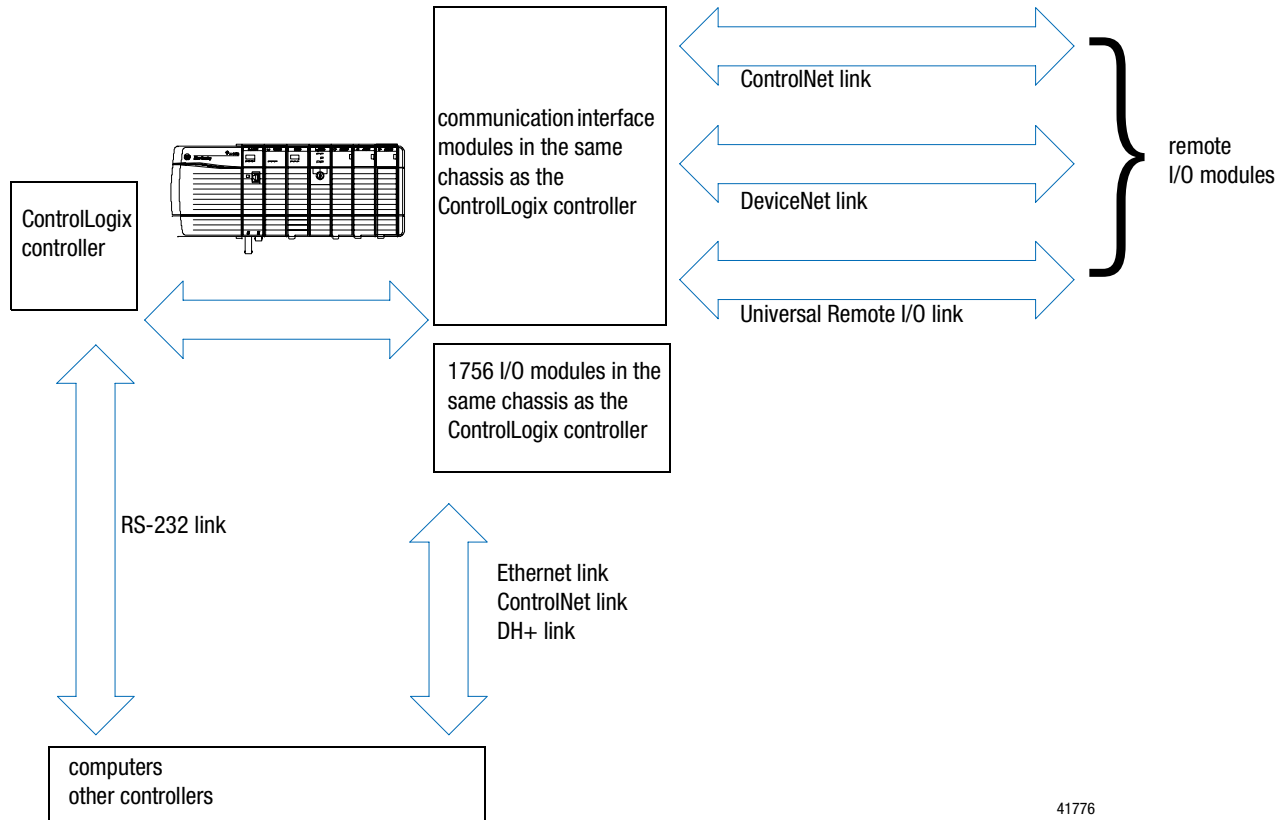 ControlNet link
communication interface
modules in the same
chassis as the
ControlLogix controller
remote
I/O modules
DeviceNet link
ControlLogix
controller
Universal Remote I/O link
1756 I/O modules in the
same chassis as the
ControlLogix controller
RS-232 link
Ethernet link
ControlNet link
DH+ link
computers
other controllers
41776